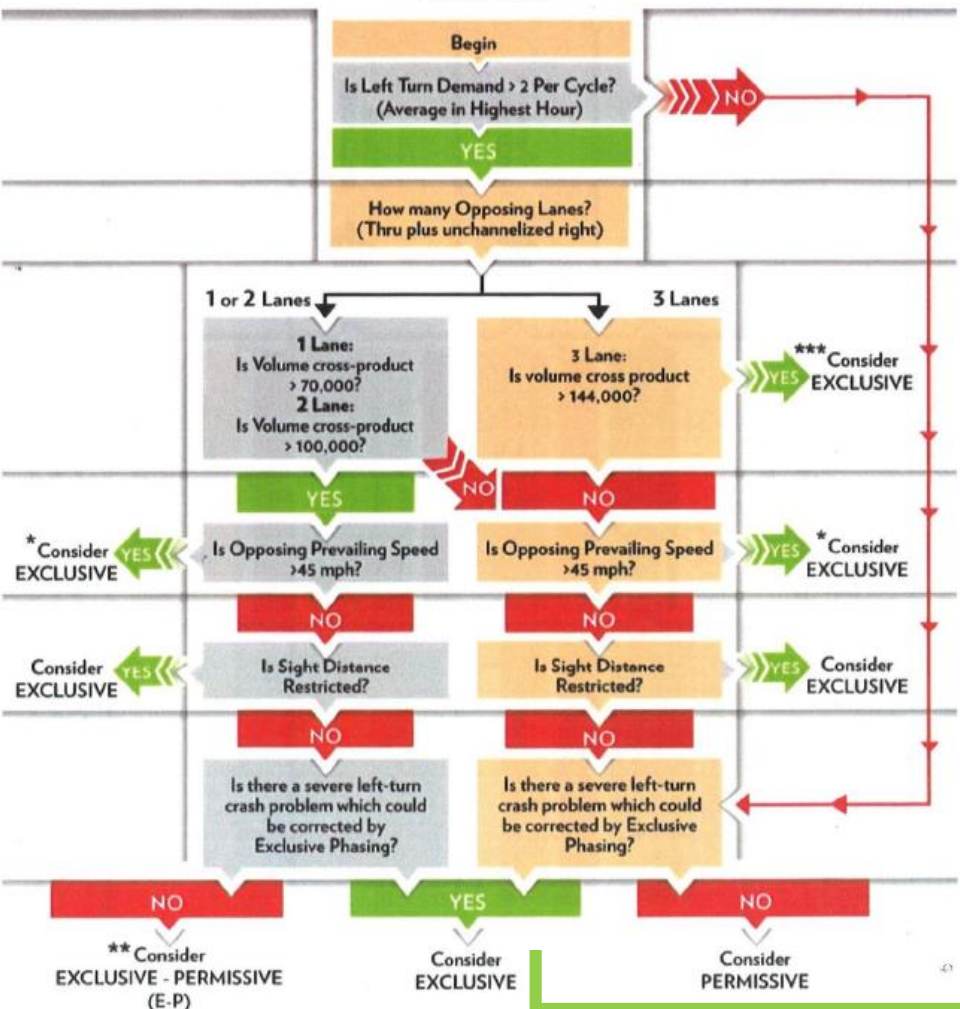 Begin
Is Left Turn Demand > 2 Per Cycle?
(Average in Highest Hour)
NO
YES
How many Opposing Lanes?
(Thru plus unchannelized right)
1 or 2 Lanes
3 Lanes
1 Lane:
Is Volume cross-product
> 70,000?
2 Lane:
Is Volume cross-product
> 100,000?
3 Lane:
Is volume cross product
> 144,000?
YES
***Consider
EXCLUSIVE
YES
NO
NO
*Consider
EXCLUSIVE
YES
Is Opposing Prevailing Speed
>45 mph?
Is Opposing Prevailing Speed
>45 mph?
YES
*Consider
EXCLUSIVE
NO
NO
Consider
EXCLUSIVE
YES
Is Sight Distance
Restricted?
Is Sight Distance
Restricted?
YES
Consider
EXCLUSIVE
NO
NO
Is there a severe left-turn
crash problem which could
be corrected by
Exclusive Phasing?
Is there a severe left-turn
crash problem which could
be corrected by Exclusive
Phasing?
NO
YES
NO
**Consider
EXCLUSIVE - PERMISSIVE
(E-P)
Consider
EXCLUSIVE
Consider
PERMISSIVE